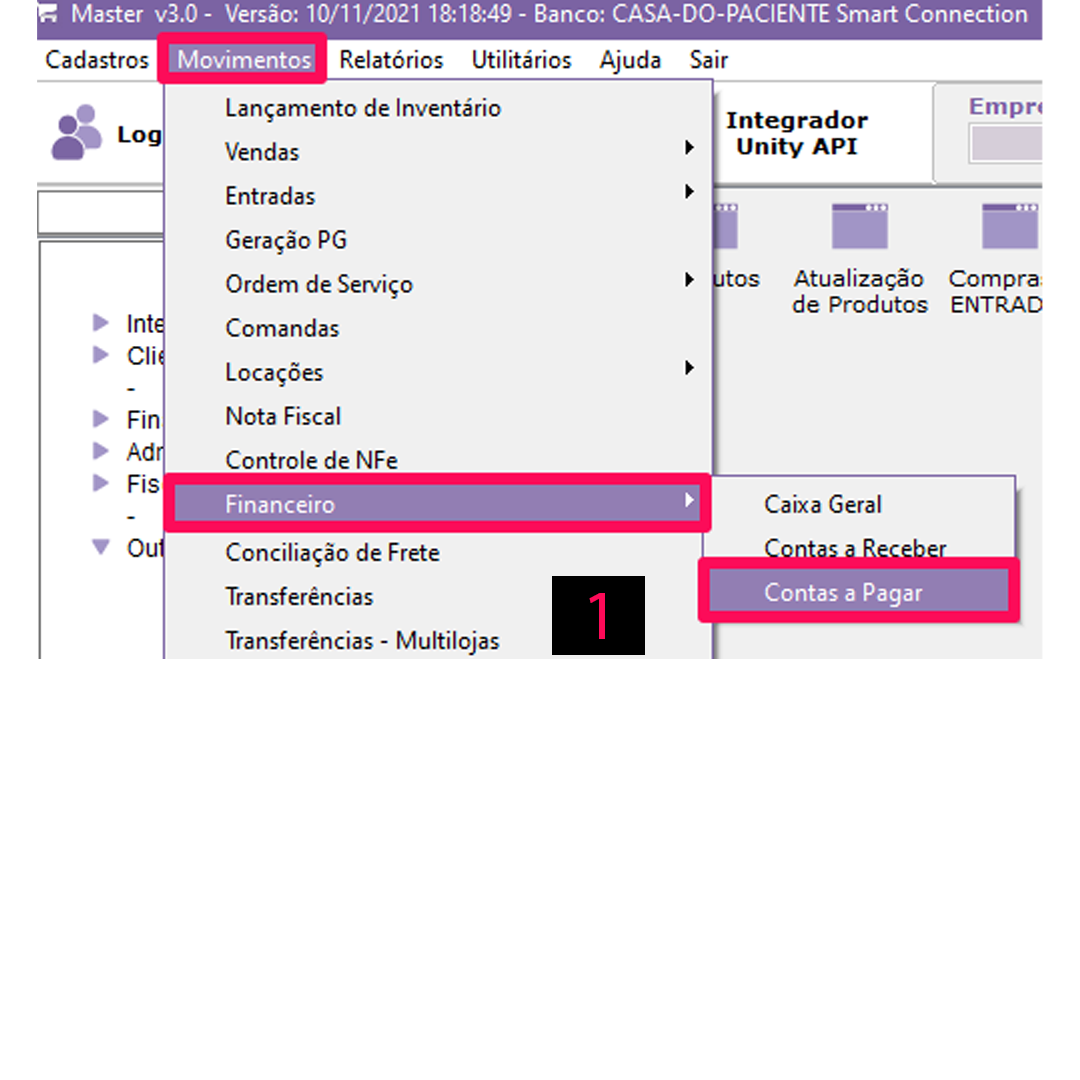 Master v3.0 - Versão: 10/11/2021 18:18:49 - Banco: CASA-DO-PACIENTE Smart Connection
Cadastros Movimentos Relatórios Utilitários Ajuda Sair
Log
Integrador
Unity API
Empre
Lançamento de Inventário
Vendas
Entradas
Geração PG
Ordem de Serviço
Comandas
Locações
Nota Fiscal
Controle de NFe
Financeiro
Conciliação de Frete
Transferências
Transferências - Multilojas
Caixa Geral
Contas a Receber
Contas a Pagar
1
utos
Atualização
de Produtos
Compra
ENTRAD
Inte
Clie
-
Fin
Adr
Fis
-
Out